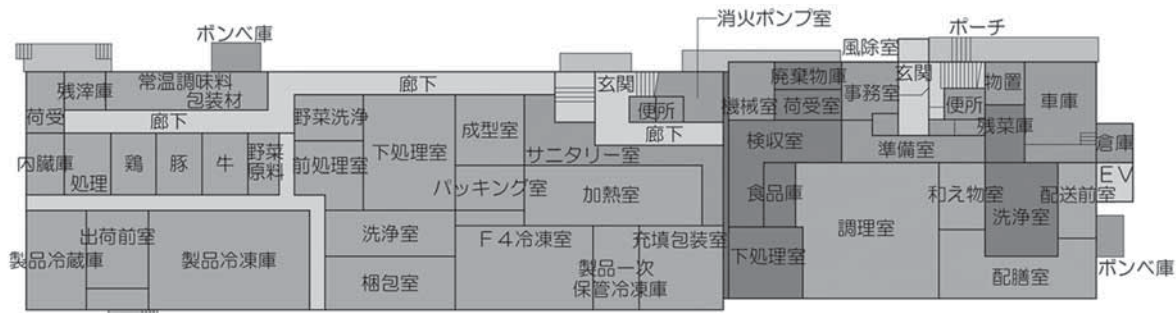 消火ポンプ室
ボンベ庫
ポーチ
風除室
残滓庫
常温調味料
包装材
廊下
玄関
廃棄物庫
玄関
物置
荷受
機械室
荷受室
事務室
便所
便所
車庫
廊下
野菜洗浄
成型室
廊下
検収室
残菜庫
倉庫
内臓庫
処理
鶏
豚
牛
野菜
原料
前処理室
下処理室
サニタリー室
準備室
EV
パッキング室
加熱室
食品庫
和え物室
配送前室
出荷前室
洗浄室
F4冷凍室
充填包装室
調理室
洗浄室
製品冷蔵庫
製品冷凍庫
製品一次
保管冷凍庫
下処理室
ボンベ庫
梱包室
配膳室